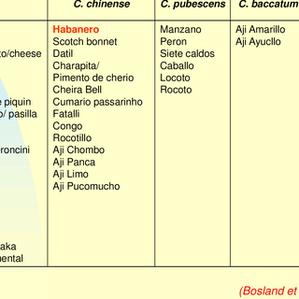 C. chinense C. pubescens C. baccatum
Habanero Manzano Aji Amarillo
Scotch bonnet Peron Aji Ayucllo
to/cheese Datil Siete caldos
Charapita/ Caballo
Pimento de cherio Locoto
Cheira Bell Rocoto
piquin Cumario passarinho
o/ pasilla Fatalli
Congo
Rocotillo
eroncini Aji Chombo
Aji Panca
Aji Limo
Aji Pucomucho
aka
mental
(Bosland et